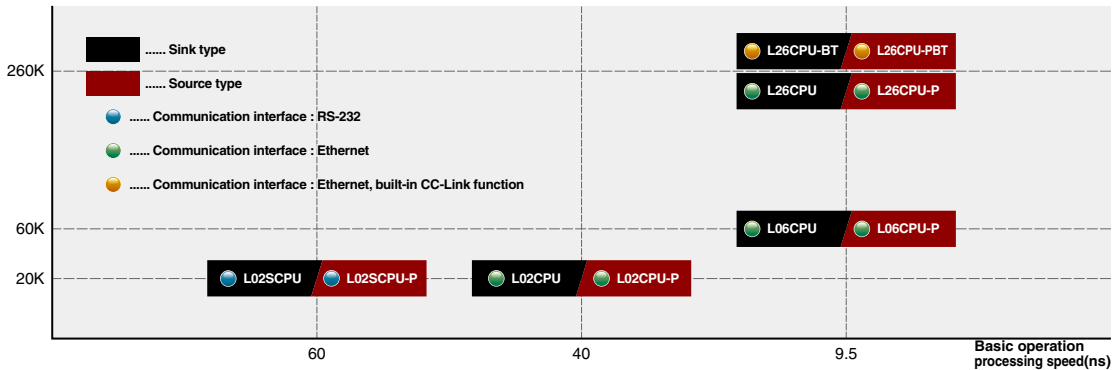 ...... Sink type
...... Source type
...... Communication interface : RS-232
...... Communication interface : Ethernet
...... Communication interface : Ethernet, built-in CC-Link function
260K
60K
20K
L26CPU-BT L26CPU-PBT
L26CPU L26CPU-P
L06CPU L06CPU-P
L02SCPU L02SCPU-P L02CPU L02CPU-P
60 40 9.5
Basic operation
processing speed(ns)